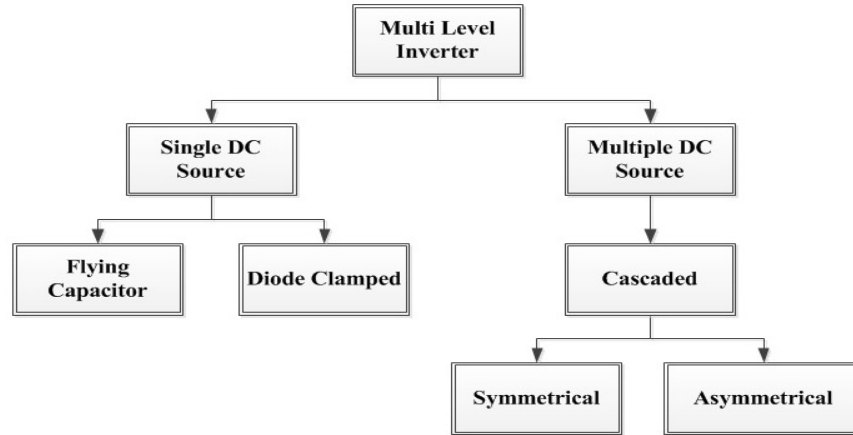 Multi Level
Inverter
Single DC
Source
Multiple DC
Source
Flying
Capacitor
Diode Clamped
Cascaded
Symmetrical
Asymmetrical